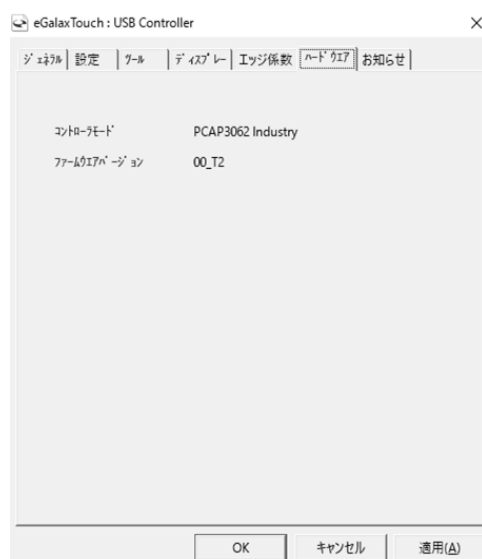 eGalaxTouch : USB Controller
ｼﾞｪﾈﾗﾙ 設定 ﾂｰﾙ ﾃﾞｨｽﾌﾟﾚｰ エッジ係数 ﾊｰﾄﾞｳｴｱ お知らせ
ｺﾝﾄﾛｰﾗﾓｰﾄﾞ PCAP3062 Industry
ﾌｧｰﾑｳｴｱﾊﾞｰｼﾞｮﾝ 00_T2
OK キャンセル 適用(A)